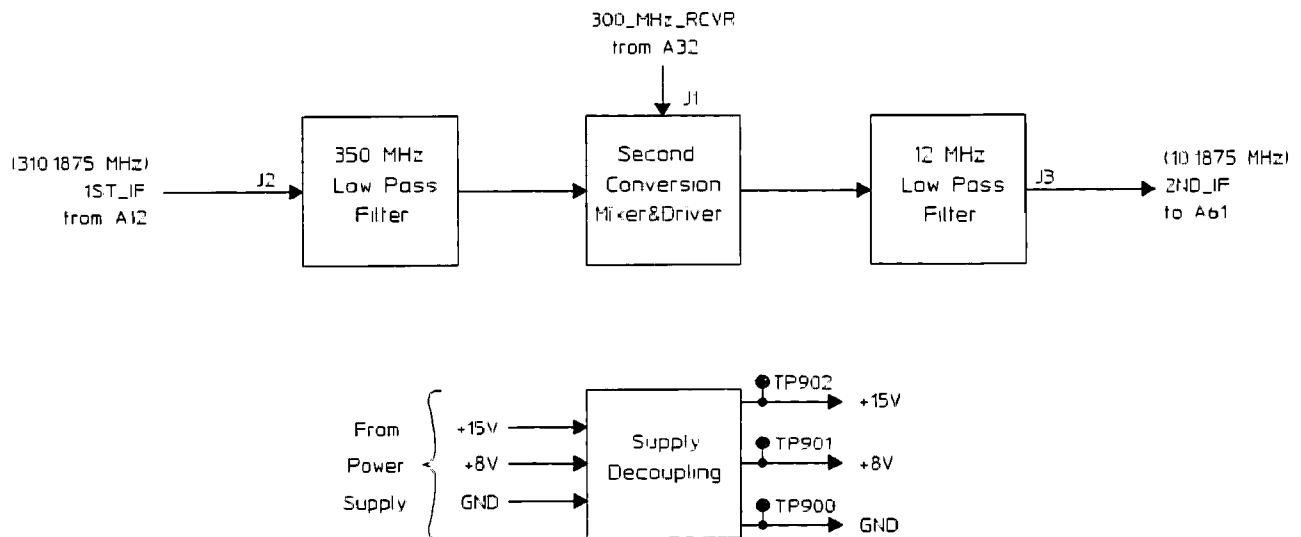 300_MHz_RCVR
from A32
J1
(310.1875 MHz)
1ST_IF
from A12
J2
350 MHz
Low Pass
Filter
Second
Conversion
Mixer&Driver
12 MHz
Low Pass
Filter
J3
(10.1875 MHz)
2ND_IF
to A61
From
Power
Supply
+15V
+8V
GND
Supply
Decoupling
TP902
+15V
TP901
+8V
TP900
GND